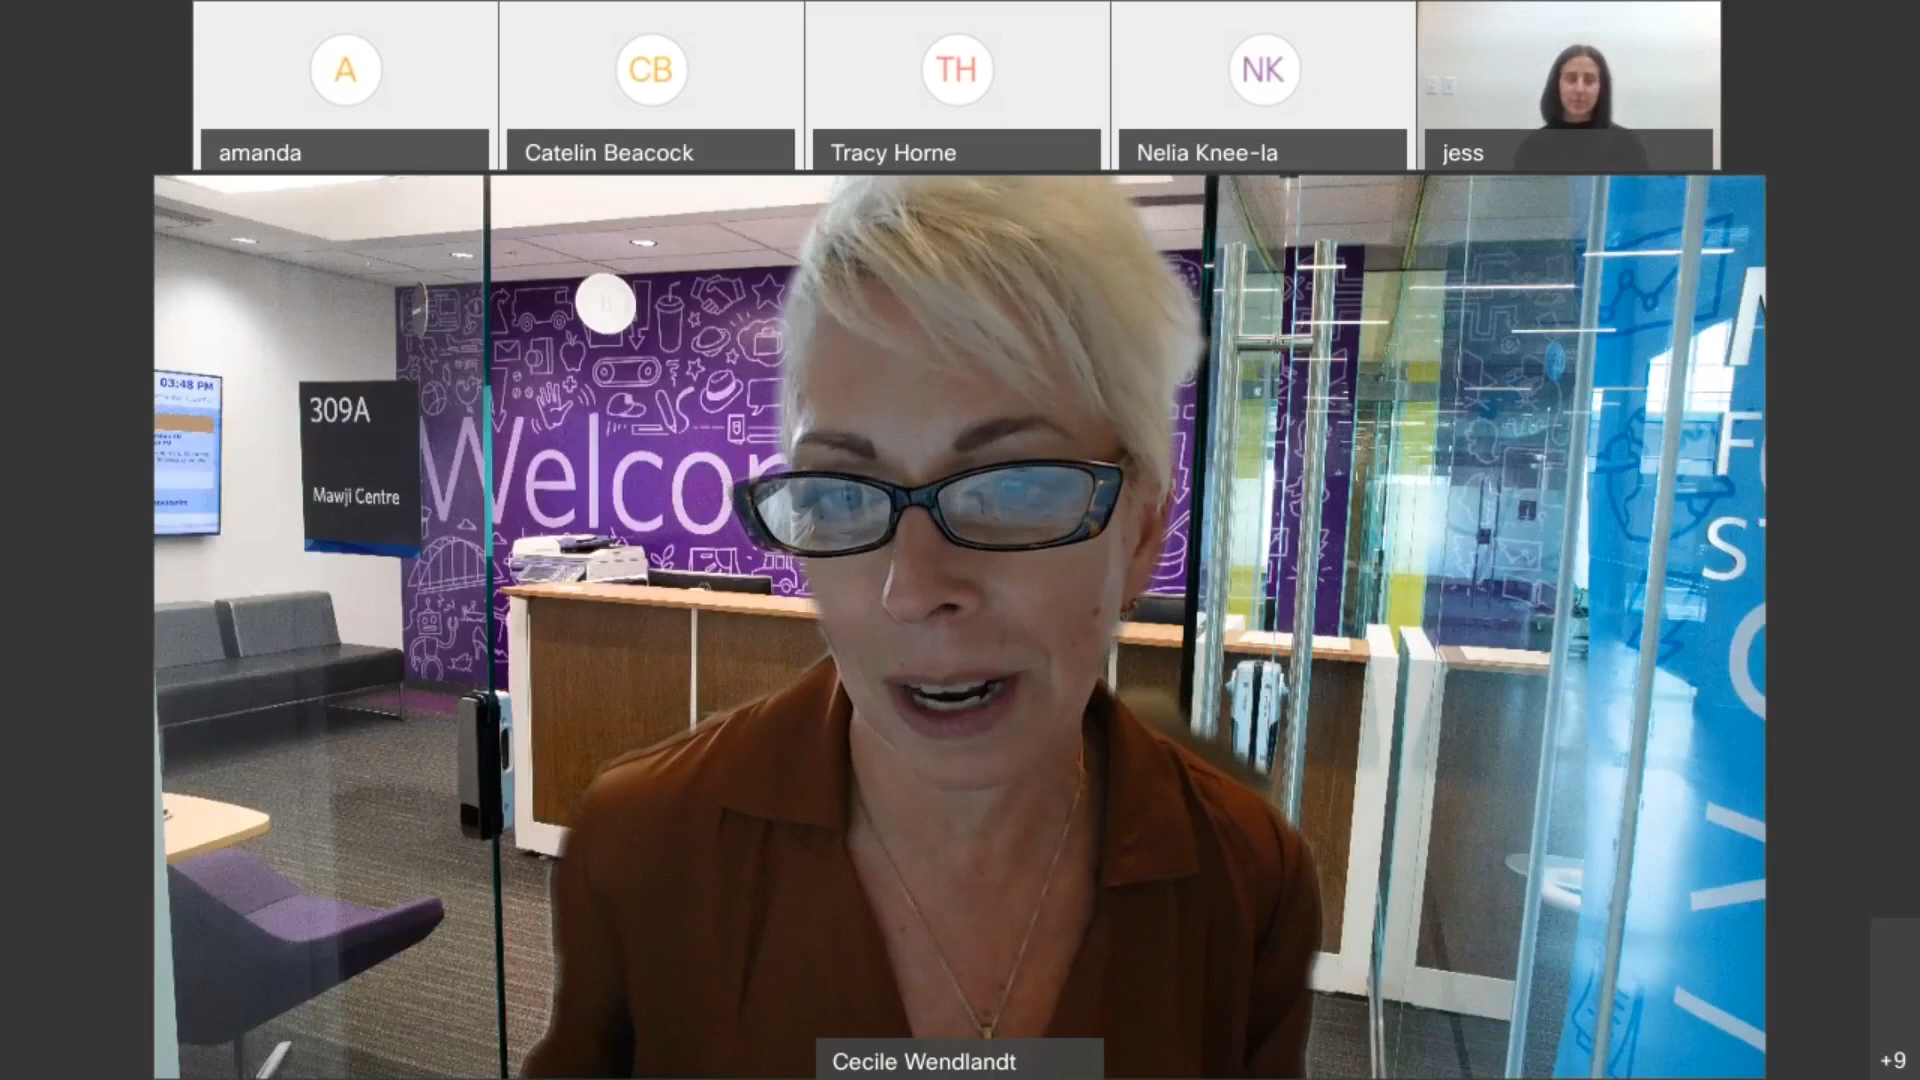 A
CB
TH
NK
amanda
Catelin Beacock
Tracy Horne
Nelia Knee-la
jess
03:48 PM
309A
Mawji Centre
Welco
Cecile Wendlandt
+9